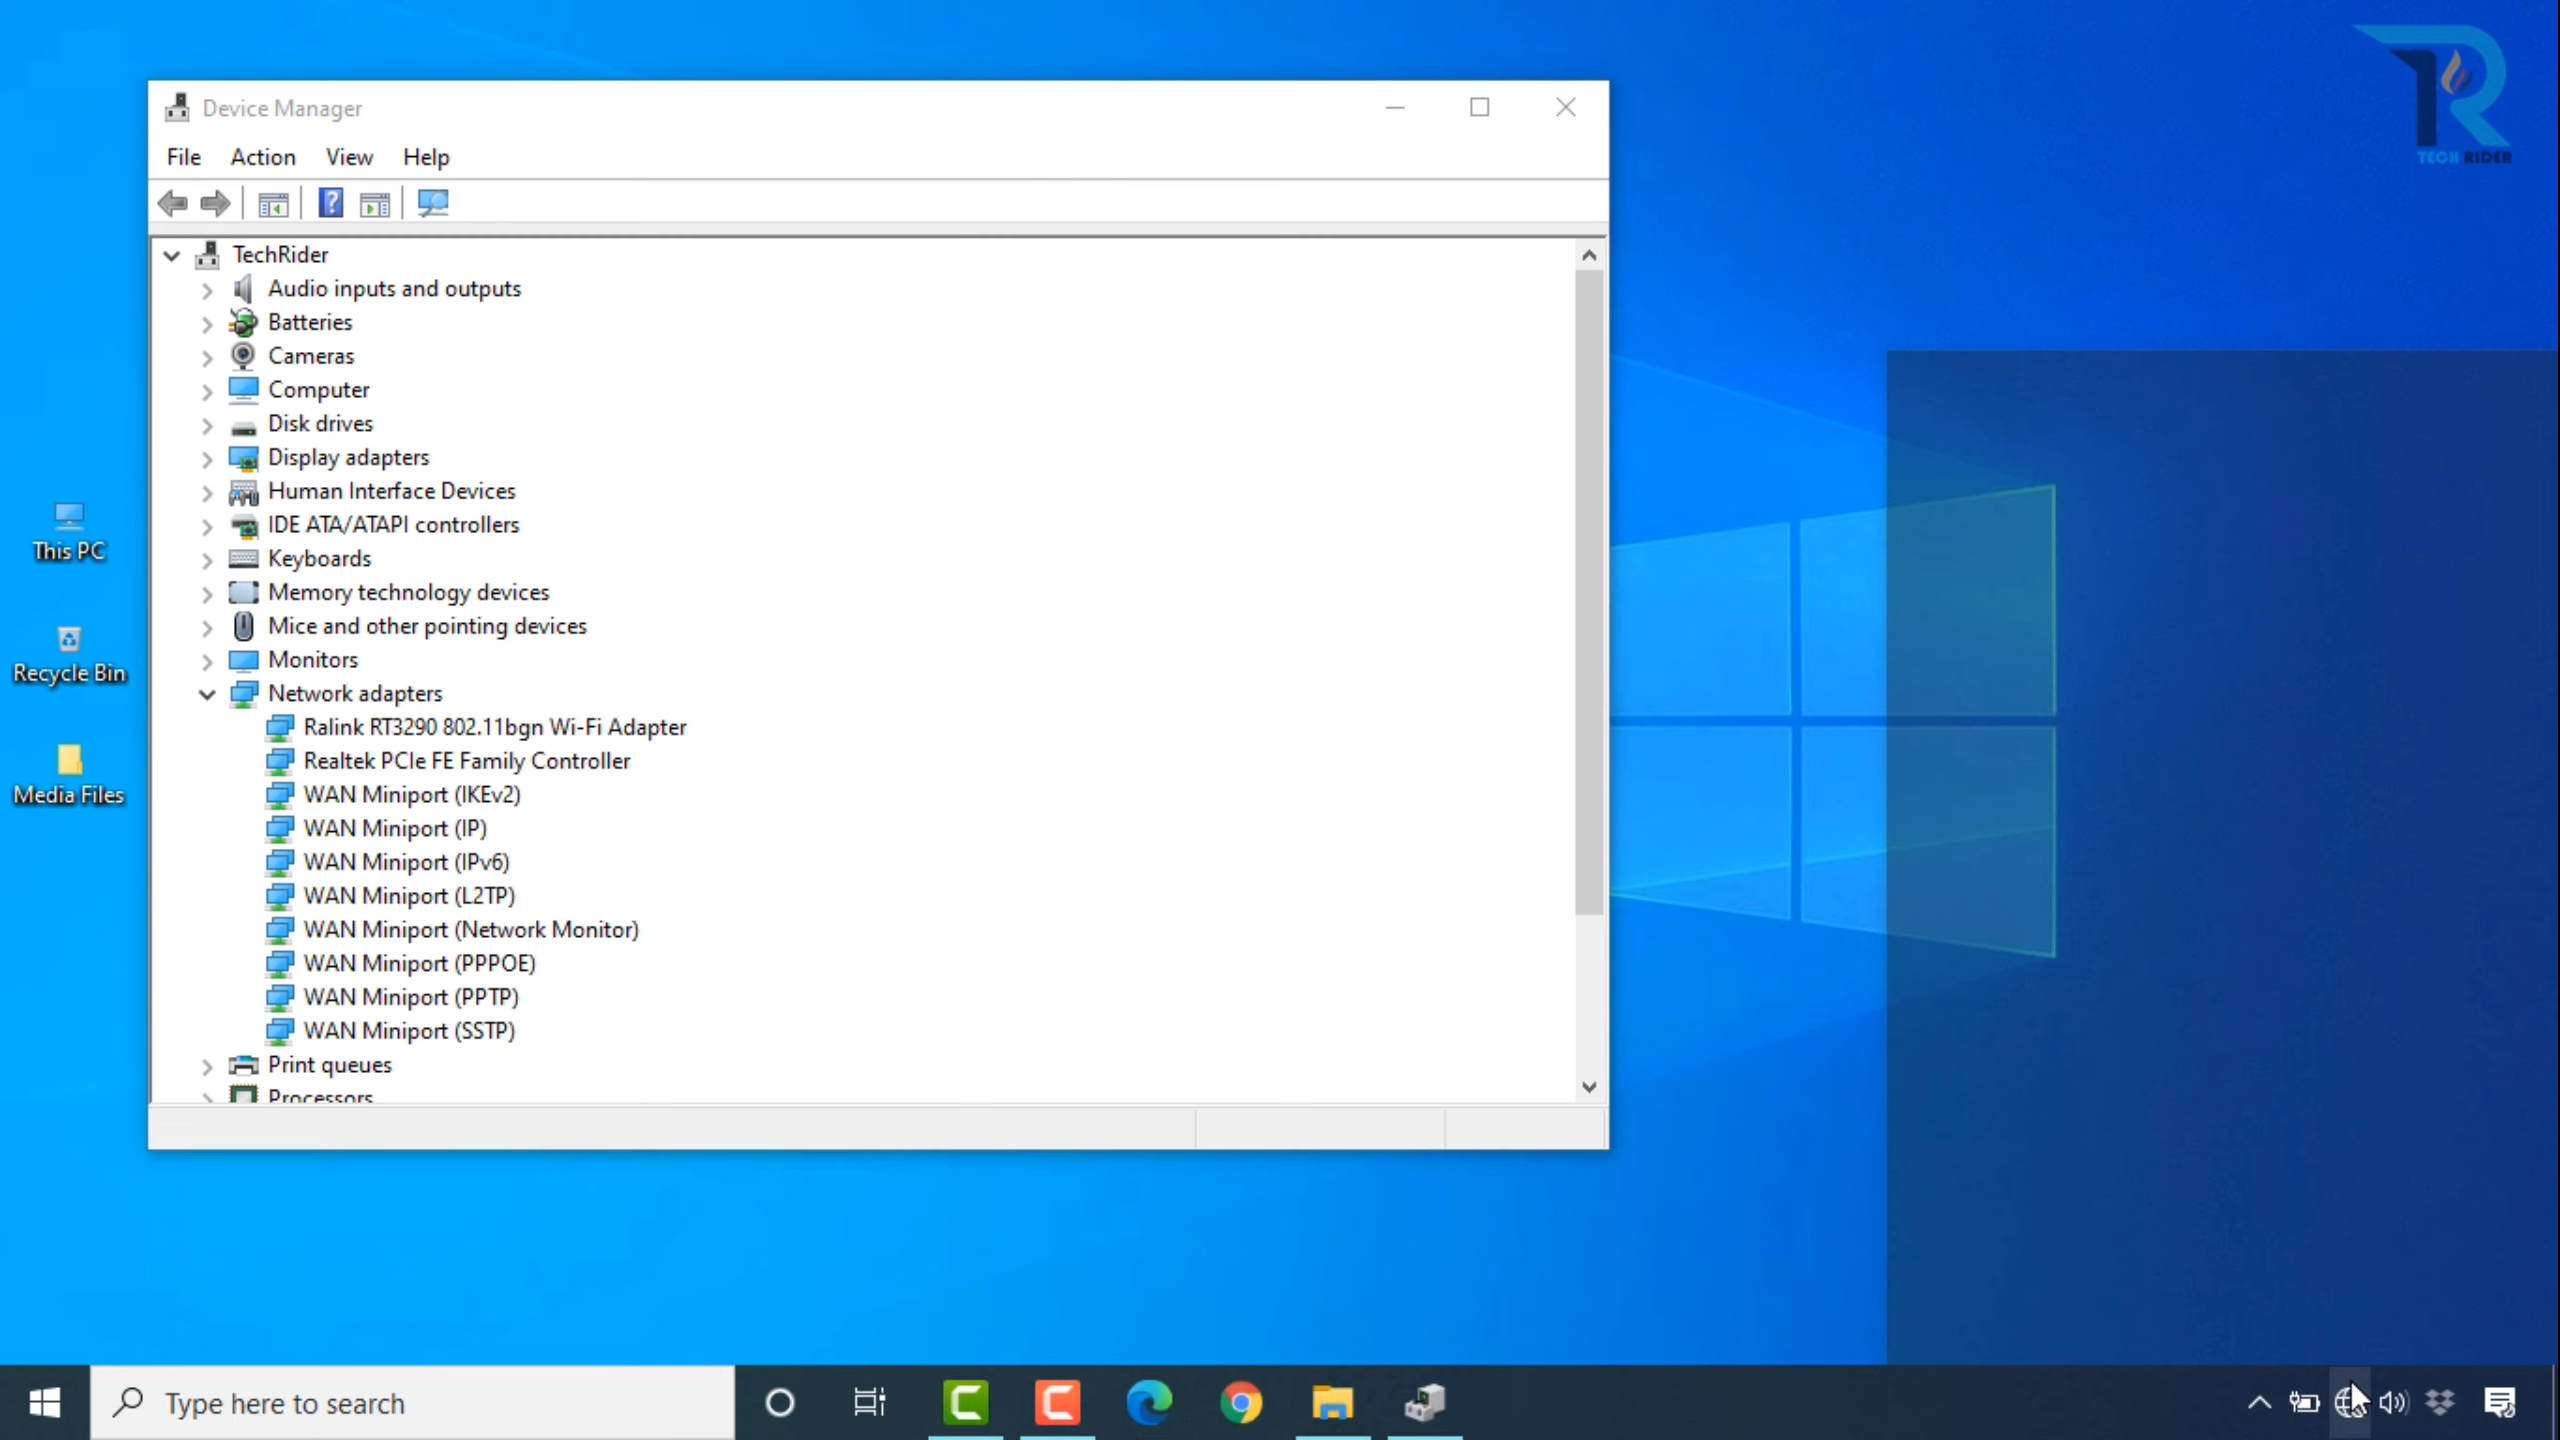 TECH RIDER
Device Manager
File Action View Help
TechRider
Audio inputs and outputs
Batteries
Cameras
Computer
Disk drives
Display adapters
Human Interface Devices
IDE ATA/ATAPI controllers
Keyboards
Memory technology devices
Mice and other pointing devices
Monitors
Network adapters
Ralink RT3290 802.11bgn Wi-Fi Adapter
Realtek PCIe FE Family Controller
WAN Miniport (IKEv2)
WAN Miniport (IP)
WAN Miniport (IPv6)
WAN Miniport (L2TP)
WAN Miniport (Network Monitor)
WAN Miniport (PPPOE)
WAN Miniport (PPTP)
WAN Miniport (SSTP)
Print queues
Processors
This PC
Recycle Bin
Media Files
Type here to search